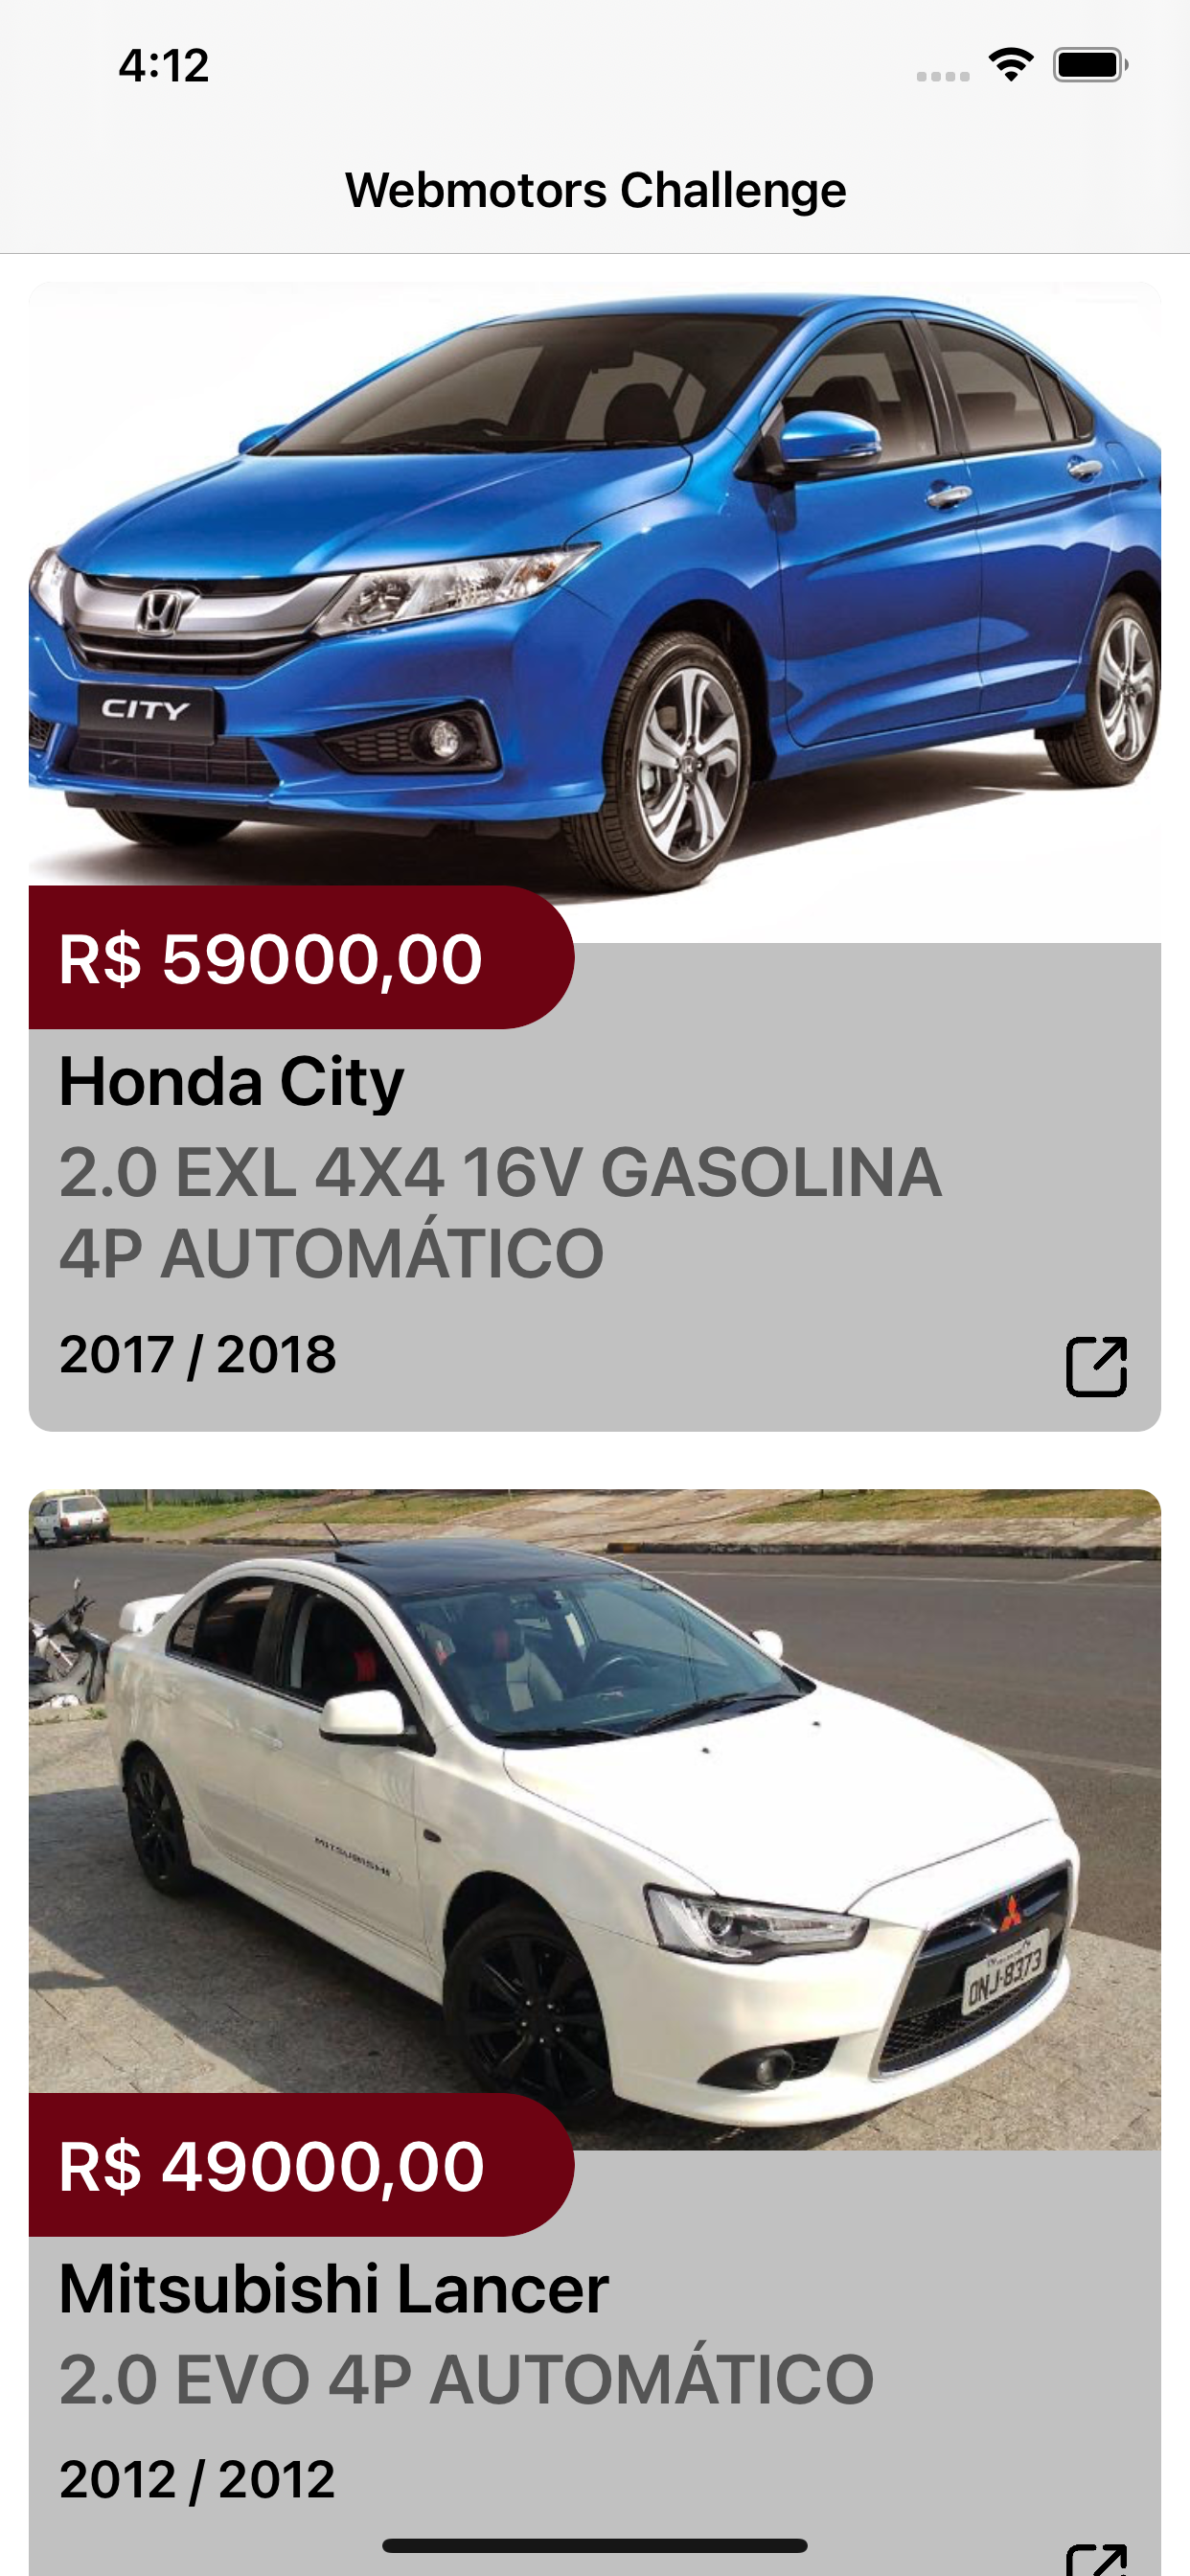 4:12
Webmotors Challenge
CITY
R$ 59000,00
Honda City
2.0 EXL 4X4 16V GASOLINA
4P AUTOMÁTICO
2017 / 2018
MITSUBISHI
ONJ-8373
R$ 49000,00
Mitsubishi Lancer
2.0 EVO 4P AUTOMÁTICO
2012 / 2012